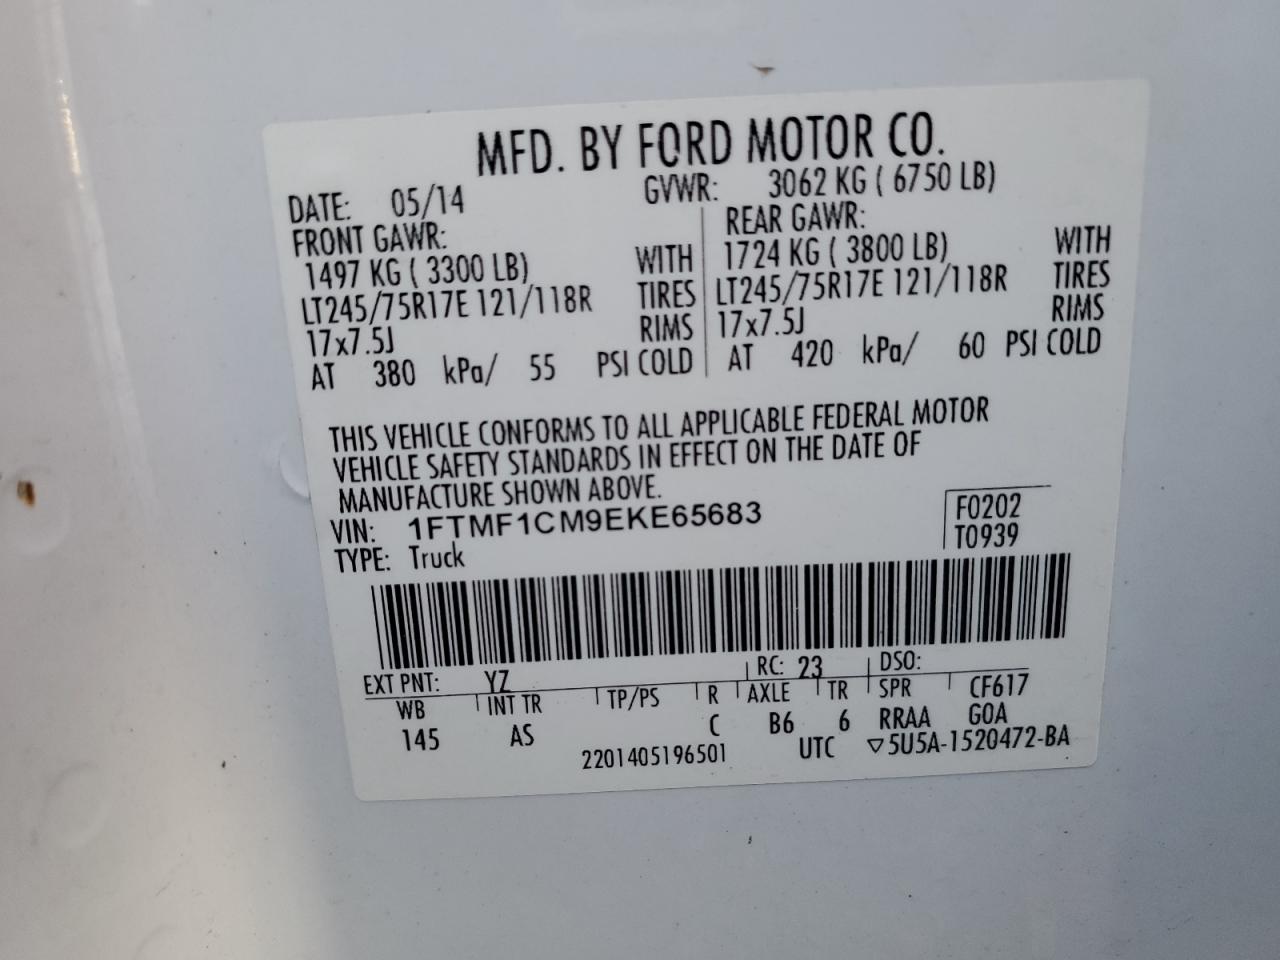 MFD. BY FORD MOTOR CO.
DATE: 05/14 GVWR: 3062 KG ( 6750 LB)
FRONT GAWR: REAR GAWR:
1497 KG ( 3300 LB) WITH 1724 KG ( 3800 LB) WITH
LT245/75R17E 121/118R TIRES LT245/75R17E 121/118R TIRES
17x7.5J RIMS 17x7.5J RIMS
AT 380 kPa/ 55 PSI COLD AT 420 kPa/ 60 PSI COLD
THIS VEHICLE CONFORMS TO ALL APPLICABLE FEDERAL MOTOR
VEHICLE SAFETY STANDARDS IN EFFECT ON THE DATE OF
MANUFACTURE SHOWN ABOVE.
VIN: 1FTMF1CM9EKE65683 F0202
TYPE: Truck T0939
EXT PNT: YZ RC: 23 DSO:
WB INT TR TP/PS R AXLE TR SPR CF617
145 AS C B6 6 RRAA GOA
2201405196501 UTC ▽5U5A-1520472-BA